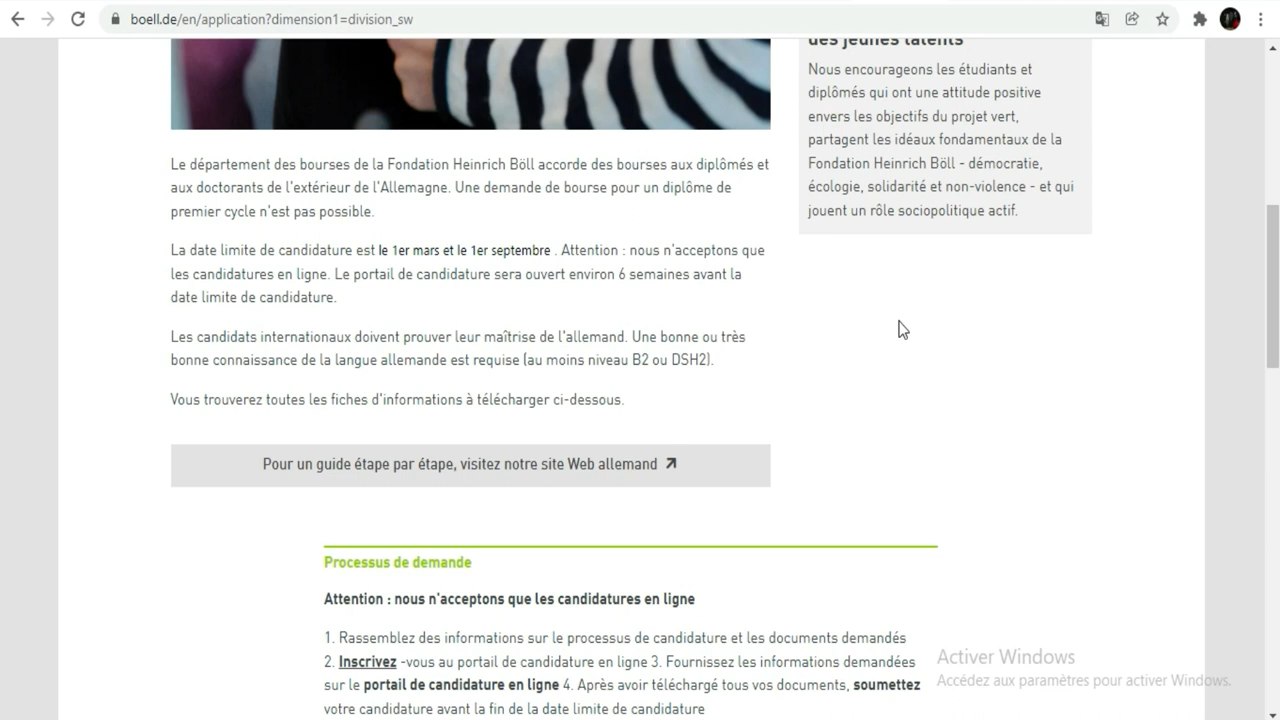 boell.de/en/application?dimension1=division_sw
des jeunes talents
Nous encourageons les étudiants et
diplômés qui ont une attitude positive
envers les objectifs du projet vert,
partagent les idéaux fondamentaux de la
Fondation Heinrich Böll - démocratie,
écologie, solidarité et non-violence - et qui
jouent un rôle sociopolitique actif.
Le département des bourses de la Fondation Heinrich Böll accorde des bourses aux diplômés et
aux doctorants de l'extérieur de l'Allemagne. Une demande de bourse pour un diplôme de
premier cycle n'est pas possible.
La date limite de candidature est le 1er mars et le 1er septembre . Attention : nous n'acceptons que
les candidatures en ligne. Le portail de candidature sera ouvert environ 6 semaines avant la
date limite de candidature.
Les candidats internationaux doivent prouver leur maîtrise de l'allemand. Une bonne ou très
bonne connaissance de la langue allemande est requise (au moins niveau B2 ou DSH2).
Vous trouverez toutes les fiches d'informations à télécharger ci-dessous.
Pour un guide étape par étape, visitez notre site Web allemand
Processus de demande
Attention : nous n'acceptons que les candidatures en ligne
1. Rassemblez des informations sur le processus de candidature et les documents demandés
2. Inscrivez -vous au portail de candidature en ligne 3. Fournissez les informations demandées
sur le portail de candidature en ligne 4. Après avoir téléchargé tous vos documents, soumettez
votre candidature avant la fin de la date limite de candidature
Activer Windows
Accédez aux paramètres pour activer Windows.